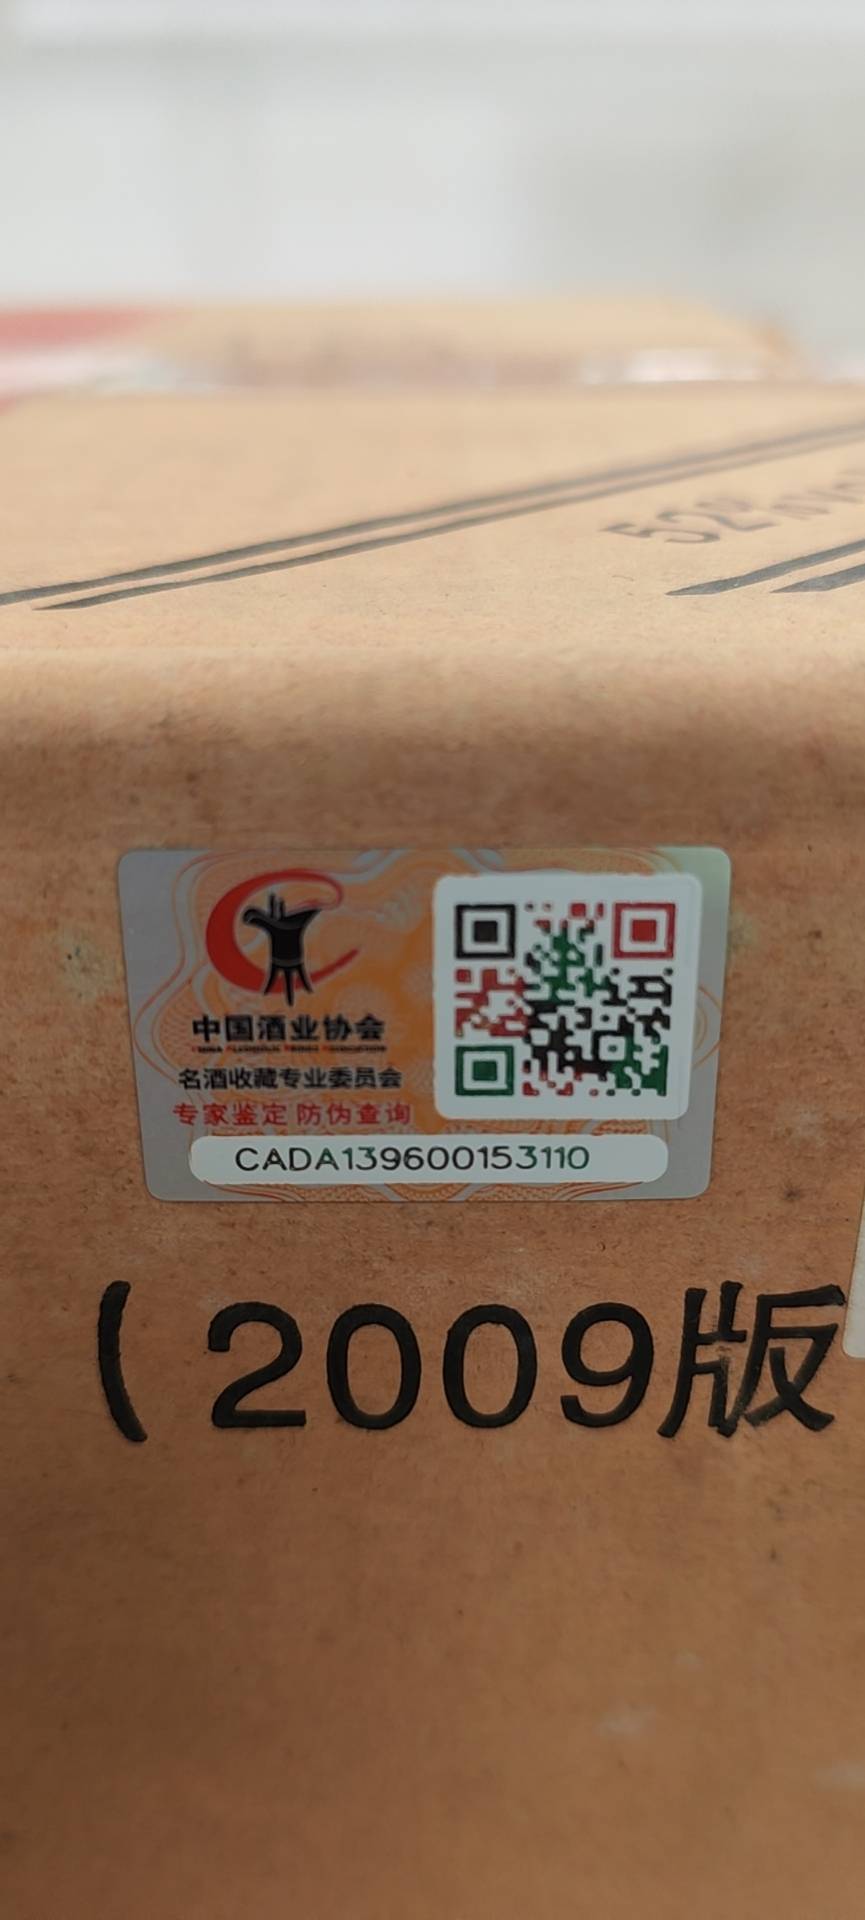 52%
中国酒业协会
名酒收藏专业委员会
专家鉴定 防伪查询
CADA139600153110
(2009版